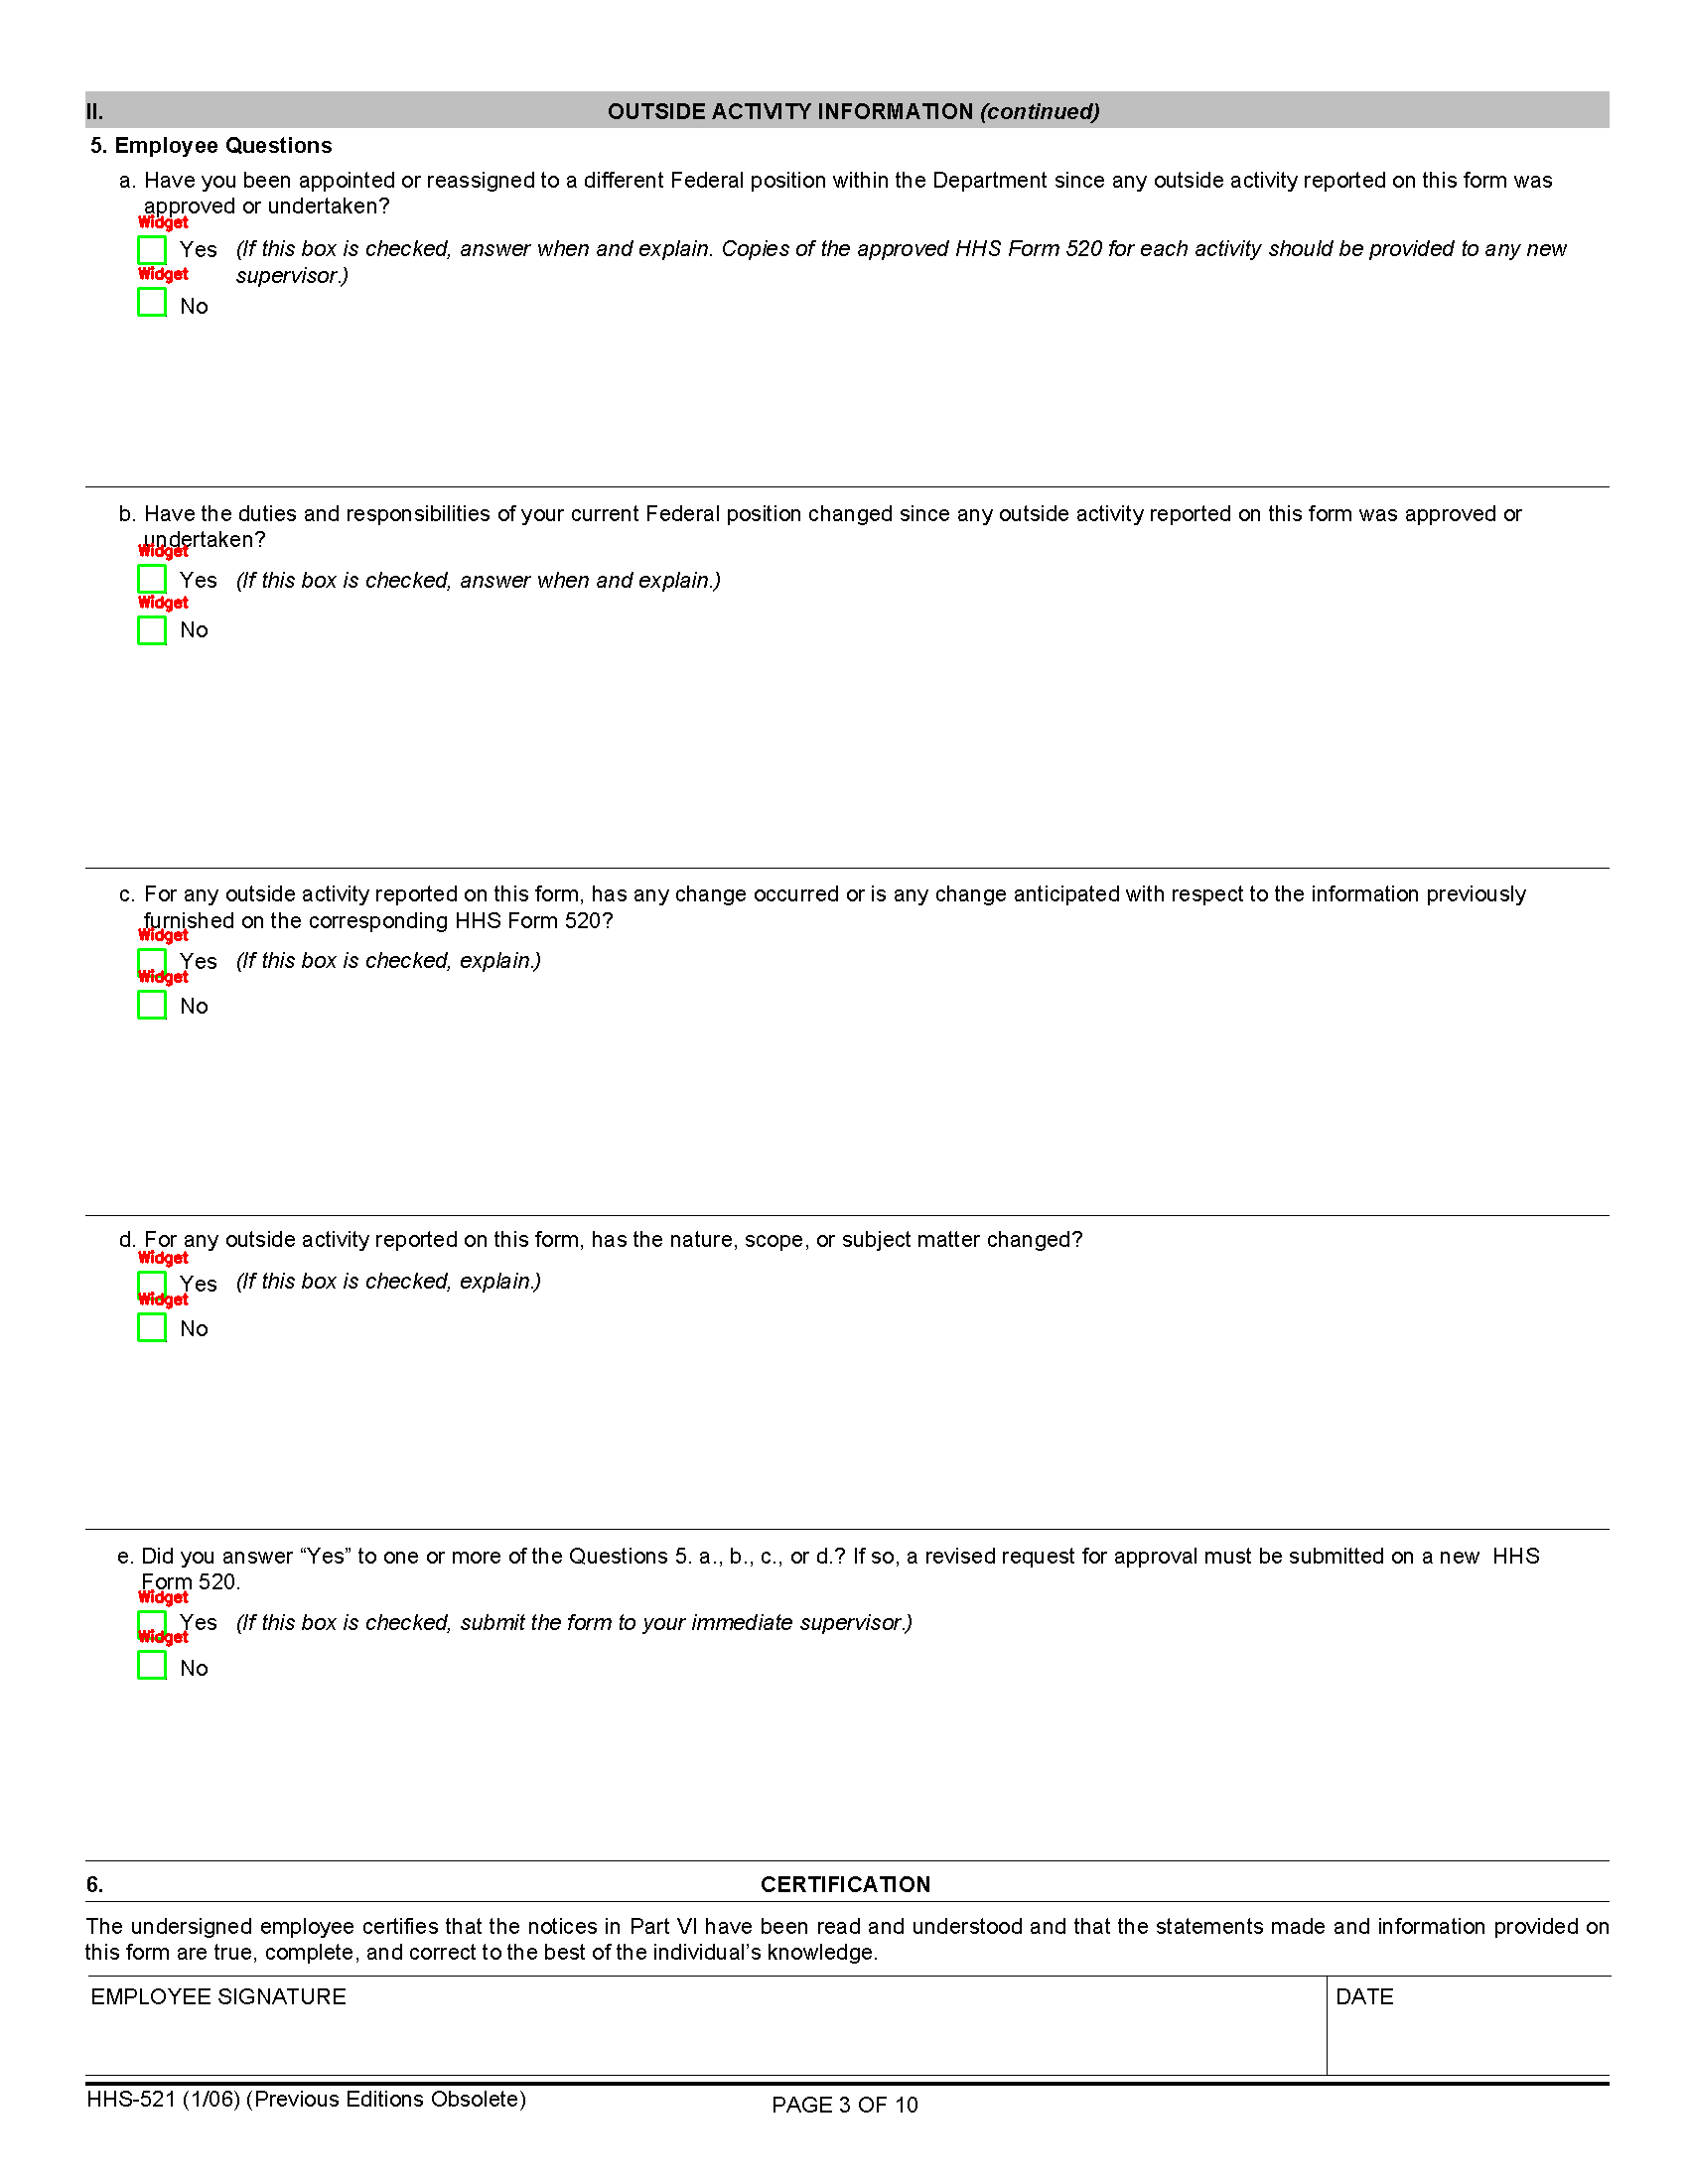 II. OUTSIDE ACTIVITY INFORMATION (continued)
5. Employee Questions
a. Have you been appointed or reassigned to a different Federal position within the Department since any outside activity reported on this form was
approved or undertaken?
Widget
Yes (If this box is checked, answer when and explain. Copies of the approved HHS Form 520 for each activity should be provided to any new
Widget
supervisor.)
No
b. Have the duties and responsibilities of your current Federal position changed since any outside activity reported on this form was approved or
undertaken?
Widget
Yes (If this box is checked, answer when and explain.)
Widget
No
c. For any outside activity reported on this form, has any change occurred or is any change anticipated with respect to the information previously
furnished on the corresponding HHS Form 520?
Widget
Yes (If this box is checked, explain.)
Widget
No
d. For any outside activity reported on this form, has the nature, scope, or subject matter changed?
Widget
Yes (If this box is checked, explain.)
Widget
No
e. Did you answer “Yes” to one or more of the Questions 5. a., b., c., or d.? If so, a revised request for approval must be submitted on a new HHS
Form 520.
Widget
Yes (If this box is checked, submit the form to your immediate supervisor.)
Widget
No
6. CERTIFICATION
The undersigned employee certifies that the notices in Part VI have been read and understood and that the statements made and information provided on
this form are true, complete, and correct to the best of the individual’s knowledge.
EMPLOYEE SIGNATURE DATE
HHS-521 (1/06) (Previous Editions Obsolete) PAGE 3 OF 10